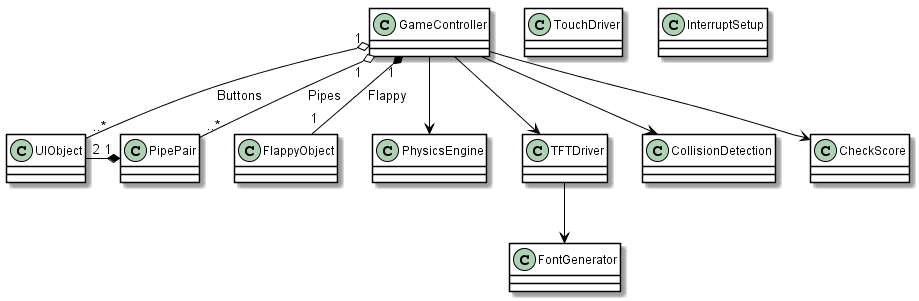 C GameController
C TouchDriver
C InterruptSetup
1
1
1
Buttons
Pipes
Flappy
..*
..*
1
C UIObject
2
1
C PipePair
C FlappyObject
C PhysicsEngine
C TFTDriver
C CollisionDetection
C CheckScore
C FontGenerator